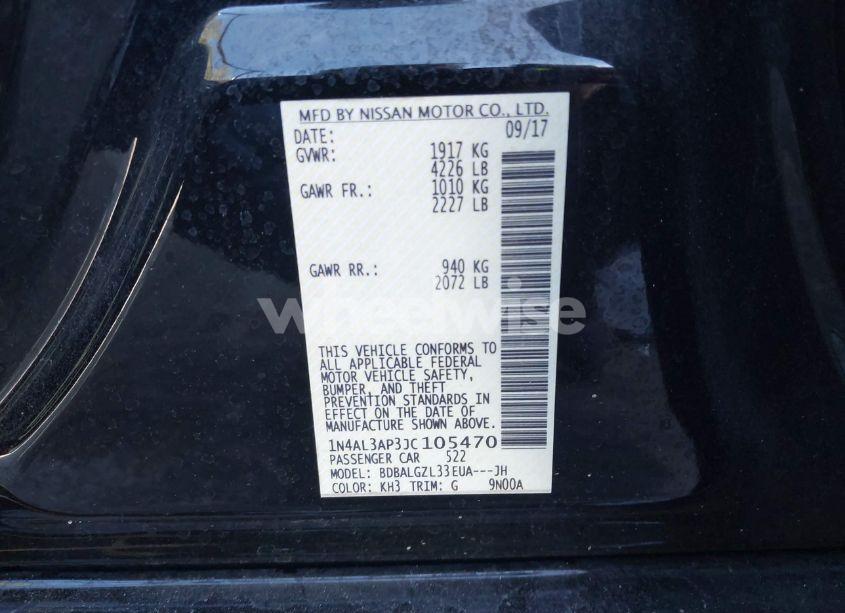 MFD BY NISSAN MOTOR CO., LTD.
DATE: 09/17
GVWR: 1917 KG
4226 LB
GAWR FR.: 1010 KG
2227 LB
GAWR RR.: 940 KG
2072 LB
wheelwise
THIS VEHICLE CONFORMS TO
ALL APPLICABLE FEDERAL
MOTOR VEHICLE SAFETY,
BUMPER, AND THEFT
PREVENTION STANDARDS IN
EFFECT ON THE DATE OF
MANUFACTURE SHOWN ABOVE.
1N4AL3AP3JC105470
PASSENGER CAR 522
MODEL: BDBALGZL33EUA---JH
COLOR: KH3 TRIM: G 9N00A